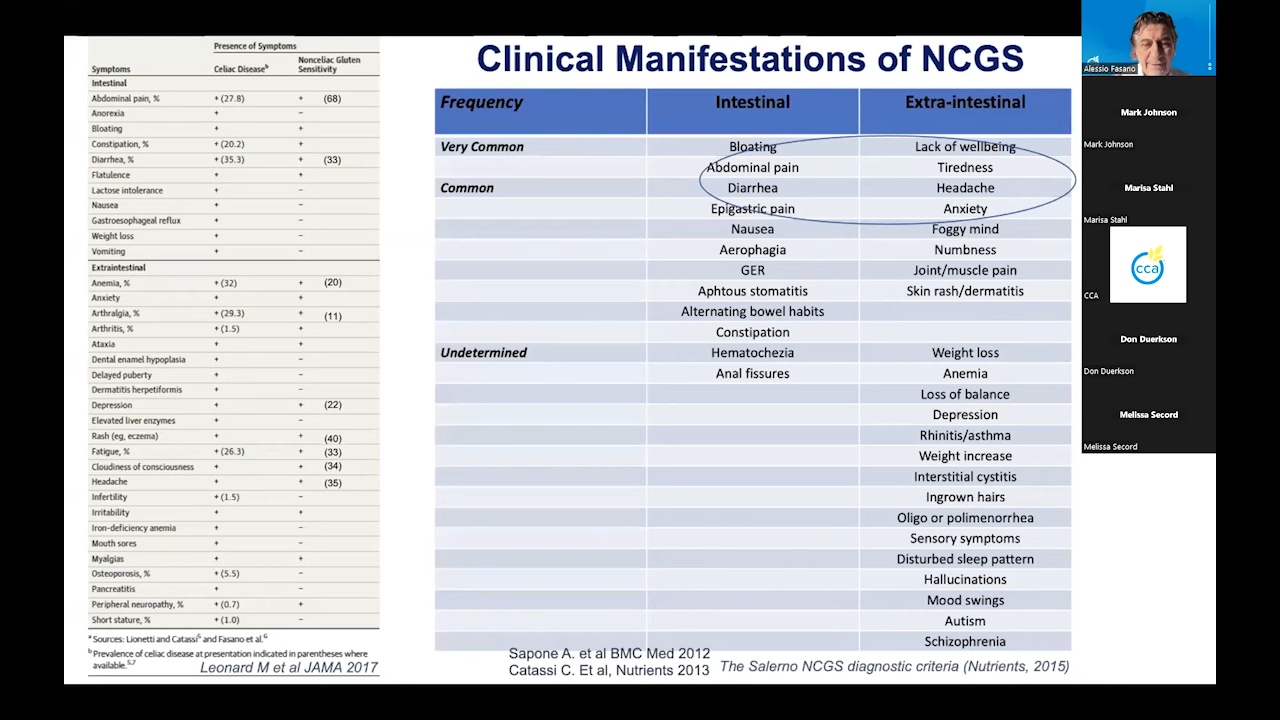 Presence of Symptoms
Symptoms Celiac Diseaseᵇ Nonceliac Gluten Sensitivity
Intestinal
Abdominal pain, % + (27.8) + (68)
Anorexia + −
Bloating + +
Constipation, % + (20.2) +
Diarrhea, % + (35.3) + (33)
Flatulence + +
Lactose intolerance + −
Nausea + −
Gastroesophageal reflux + −
Weight loss + −
Vomiting + −
Extraintestinal
Anemia, % + (32) + (20)
Anxiety + +
Arthralgia, % + (29.3) + (11)
Arthritis, % + (1.5) +
Ataxia + +
Dental enamel hypoplasia + −
Delayed puberty + −
Dermatitis herpetiformis + −
Depression + + (22)
Elevated liver enzymes + −
Rash (eg, eczema) + + (40)
Fatigue, % + (26.3) + (33)
Cloudiness of consciousness + + (34)
Headache + + (35)
Infertility + (1.5) −
Irritability + +
Iron-deficiency anemia + −
Mouth sores + −
Myalgias + +
Osteoporosis, % + (5.5) −
Pancreatitis + −
Peripheral neuropathy, % + (0.7) +
Short stature, % + (1.0) −
ᵃ Sources: Lionetti and Catassi⁵ and Fasano et al.⁶
ᵇ Prevalence of celiac disease at presentation indicated in parentheses where
available.⁵,⁷
Leonard M et al JAMA 2017
Clinical Manifestations of NCGS
Frequency Intestinal Extra-intestinal
Very Common Bloating Lack of wellbeing
Abdominal pain Tiredness
Common Diarrhea Headache
Epigastric pain Anxiety
Nausea Foggy mind
Aerophagia Numbness
GER Joint/muscle pain
Aphtous stomatitis Skin rash/dermatitis
Alternating bowel habits
Constipation
Undetermined Hematochezia Weight loss
Anal fissures Anemia
Loss of balance
Depression
Rhinitis/asthma
Weight increase
Interstitial cystitis
Ingrown hairs
Oligo or polimenorrhea
Sensory symptoms
Disturbed sleep pattern
Hallucinations
Mood swings
Autism
Schizophrenia
Sapone A. et al BMC Med 2012
Catassi C. Et al, Nutrients 2013
The Salerno NCGS diagnostic criteria (Nutrients, 2015)
Alessio Fasano
Mark Johnson
Mark Johnson
Marisa Stahl
Marisa Stahl
cca
CCA
Don Duerkson
Don Duerkson
Melissa Secord
Melissa Secord